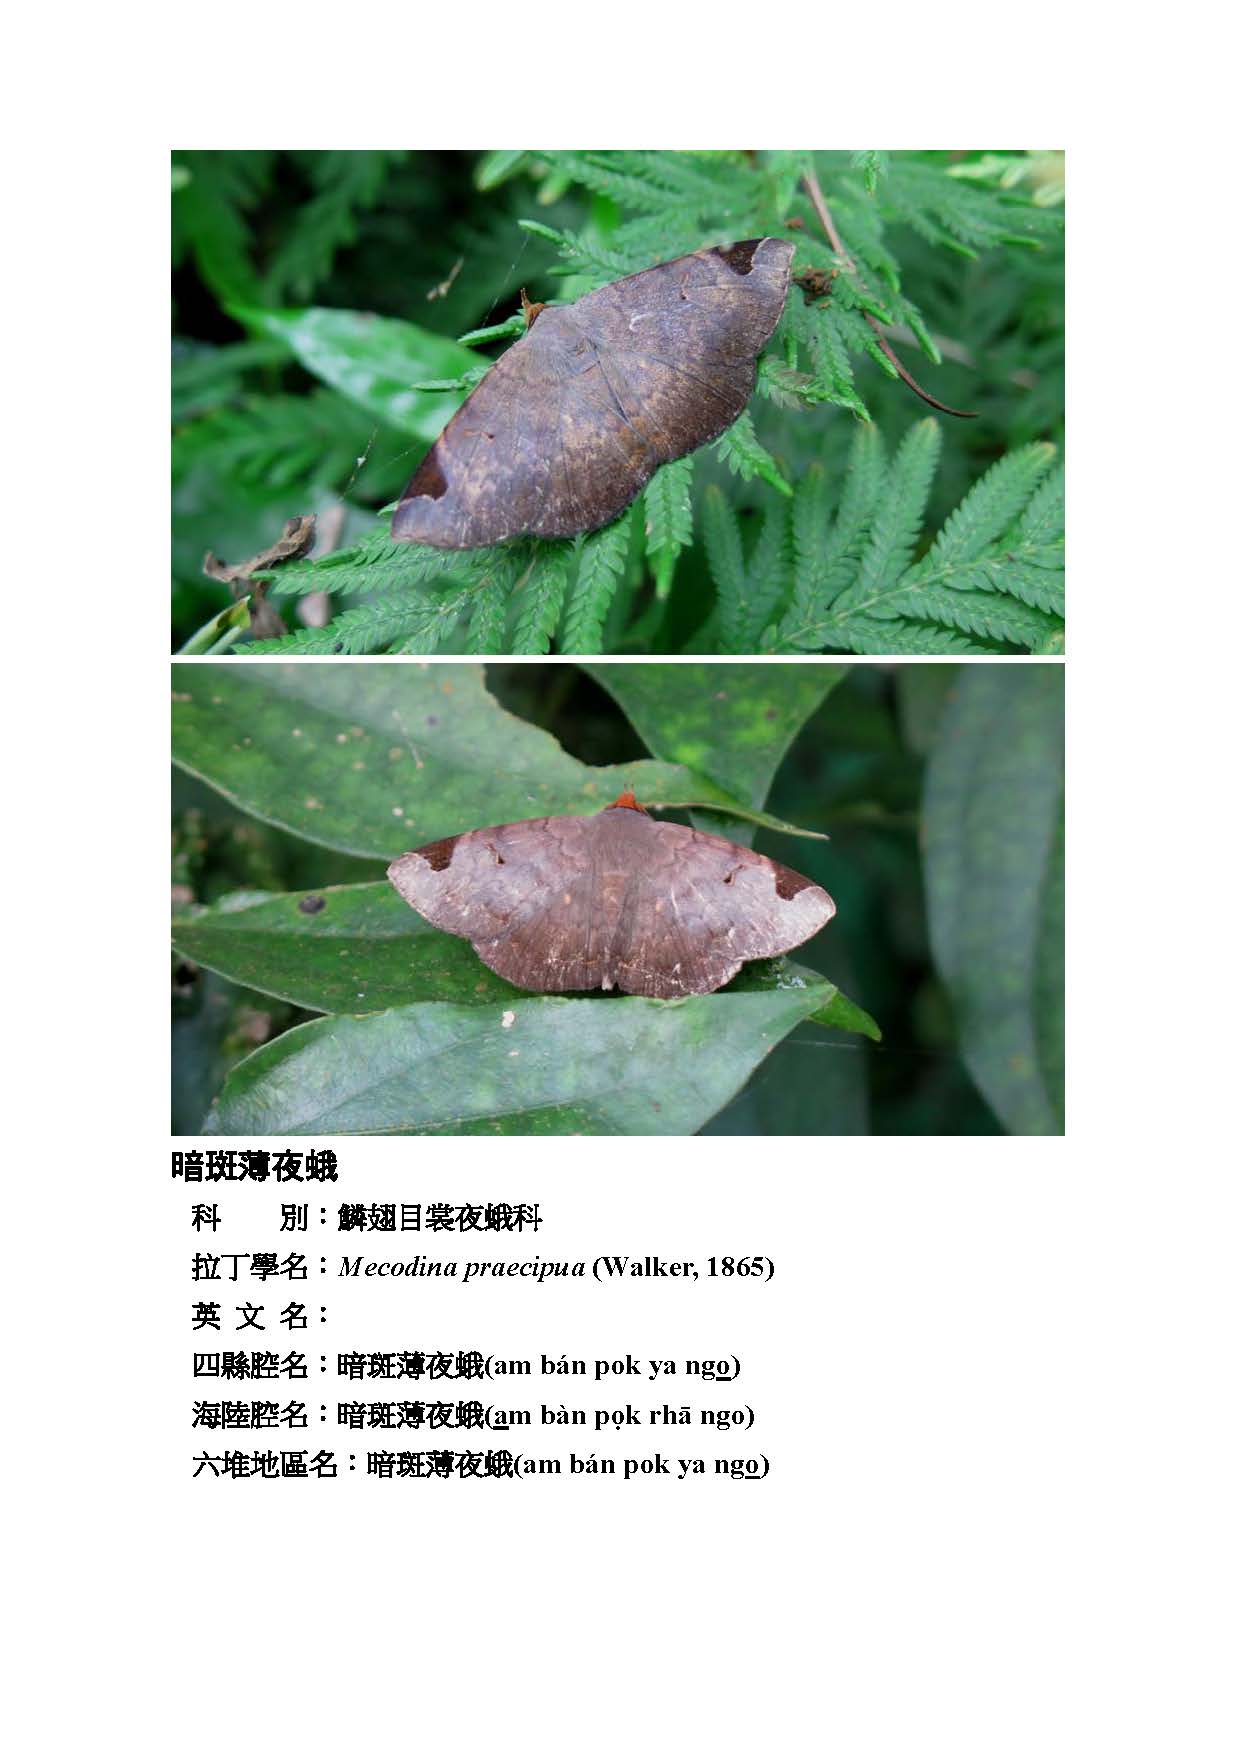 暗斑薄夜蛾
科　　別：鱗翅目裳夜蛾科
拉丁學名：Mecodina praecipua (Walker, 1865)
英 文 名：
四縣腔名：暗斑薄夜蛾(am bán pok ya ngo)
海陸腔名：暗斑薄夜蛾(am bàn pọk rhā ngo)
六堆地區名：暗斑薄夜蛾(am bán pok ya ngo)